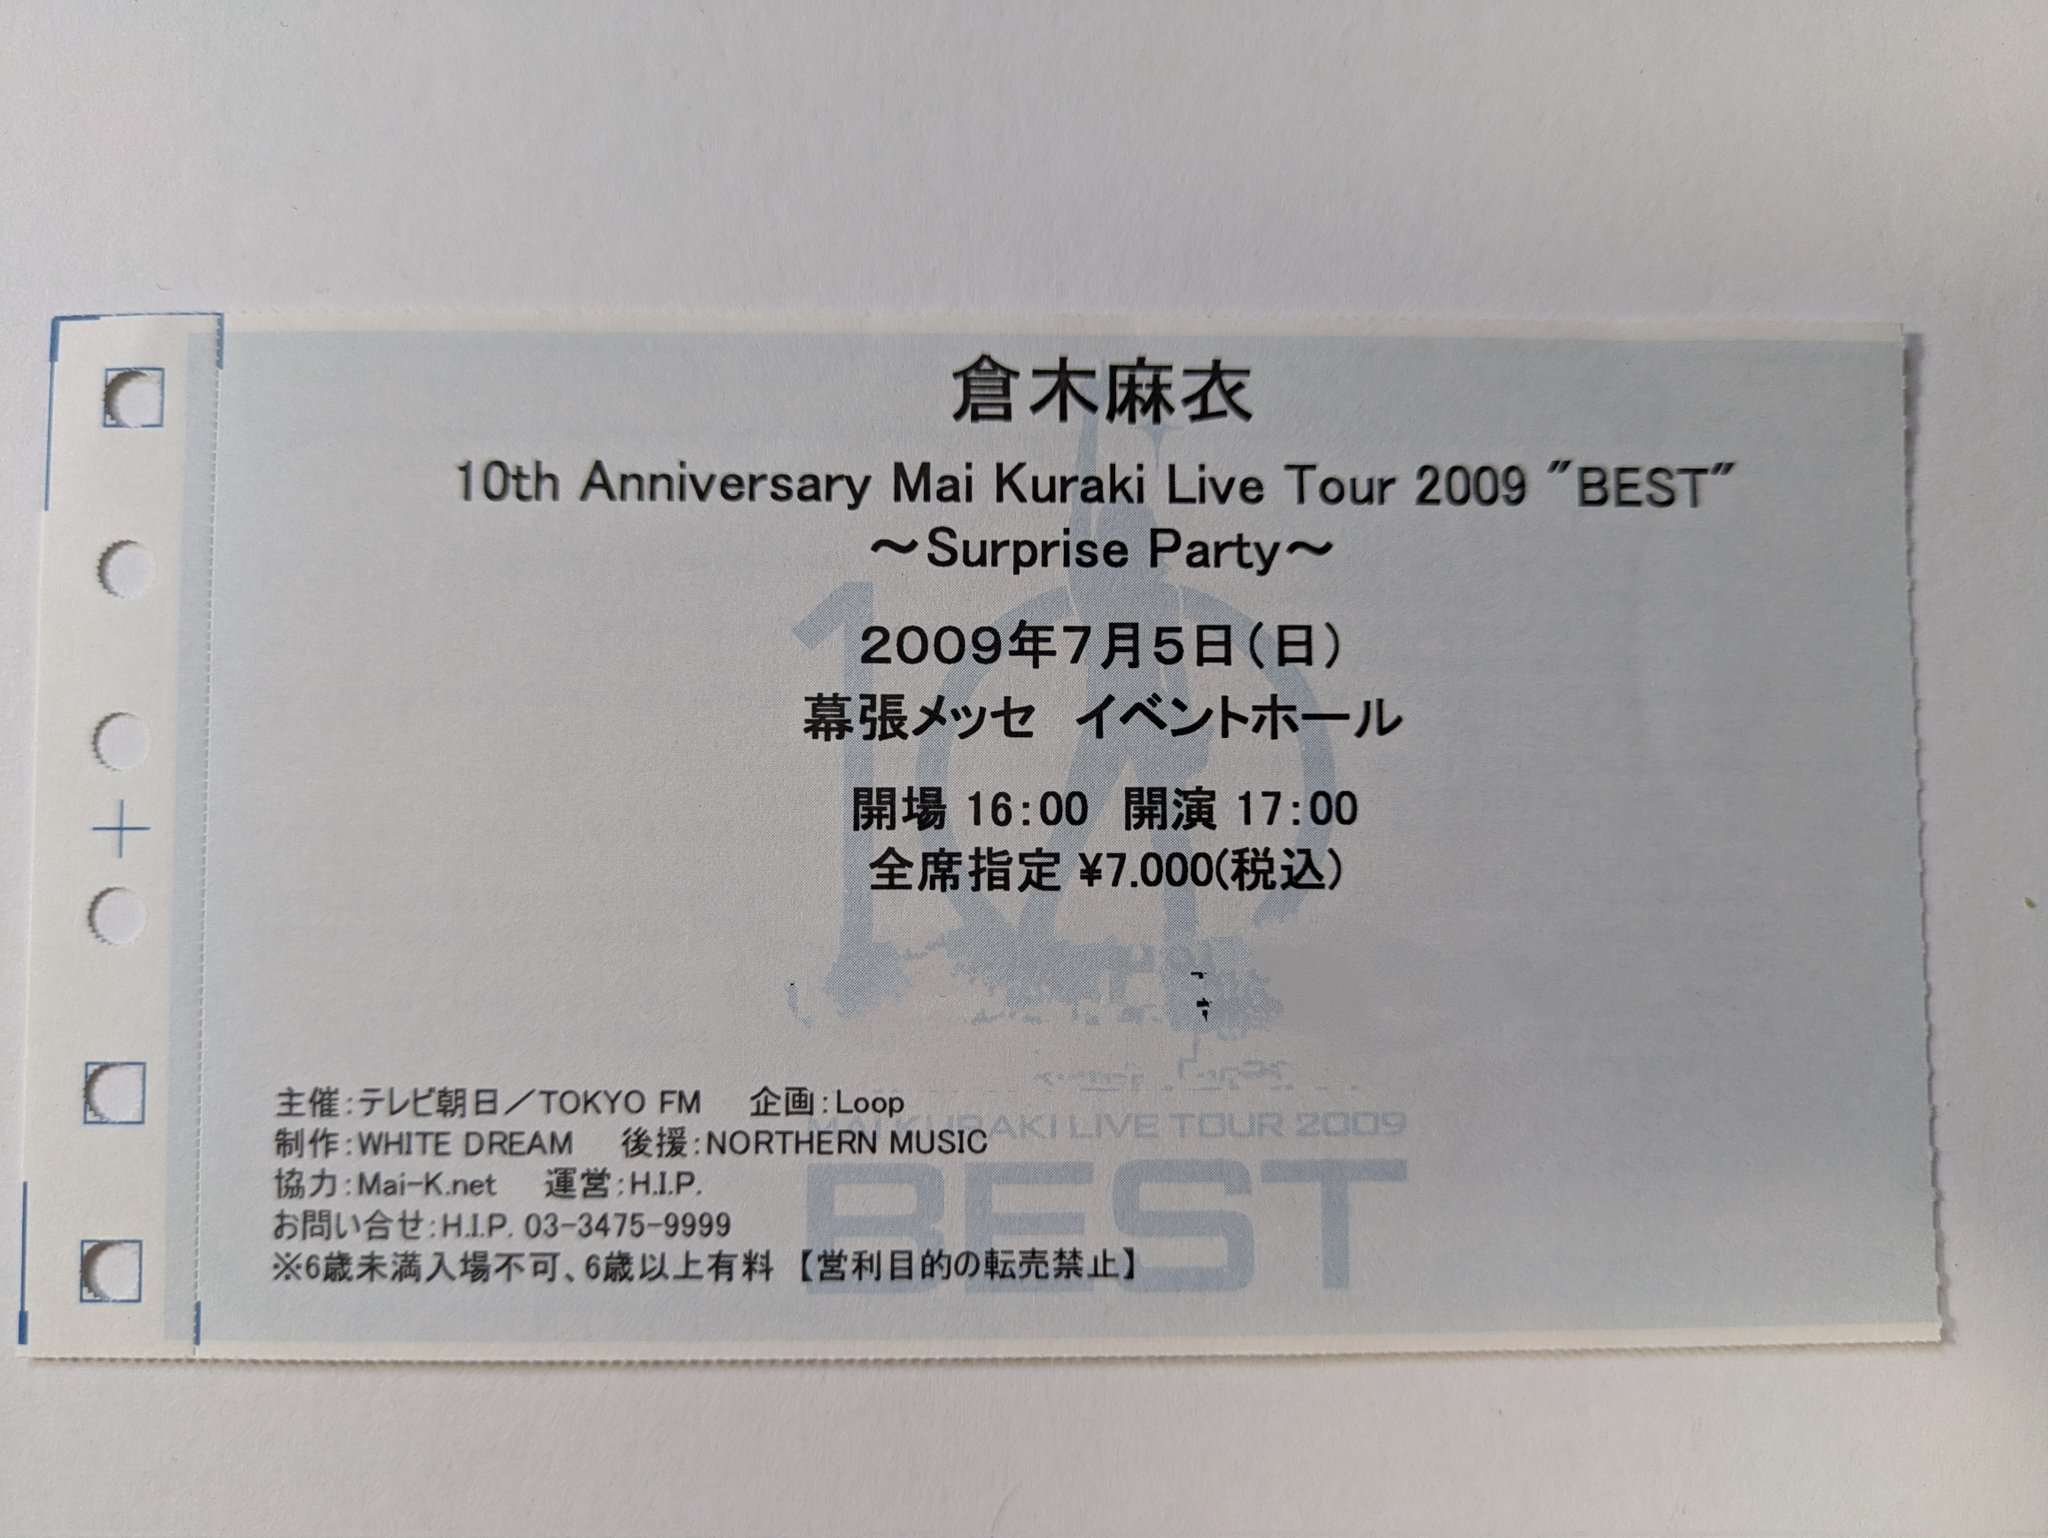 倉木麻衣
10th Anniversary Mai Kuraki Live Tour 2009 "BEST"
～Surprise Party～
2009年7月5日(日)
幕張メッセ　イベントホール
開場 16:00　開演 17:00
全席指定 ¥7.000(税込)
主催:テレビ朝日／TOKYO FM　企画:Loop
制作:WHITE DREAM　後援:NORTHERN MUSIC
協力:Mai-K.net　運営:H.I.P.
お問い合せ:H.I.P. 03-3475-9999
※6歳未満入場不可、6歳以上有料 【営利目的の転売禁止】
10
MAI KURAKI LIVE TOUR 2009
BEST